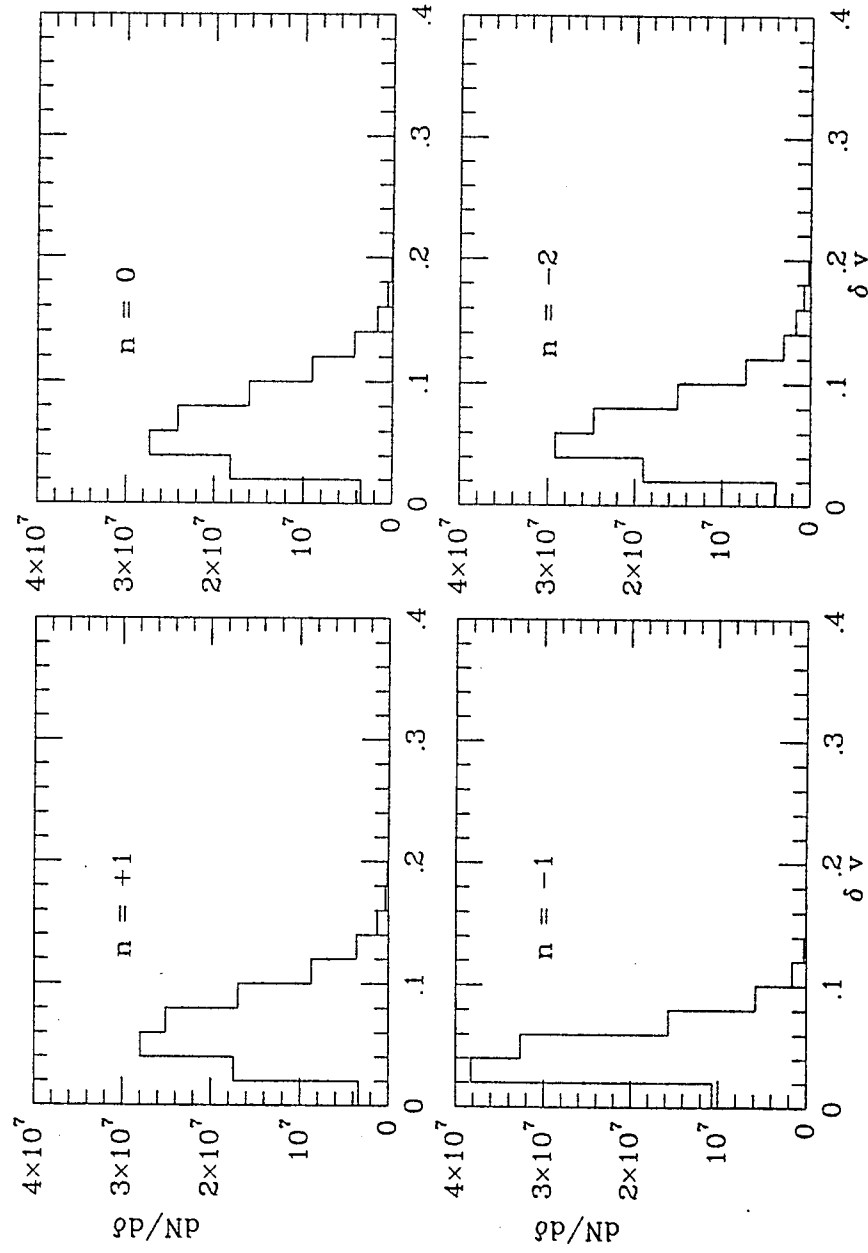 4×10⁷
3×10⁷
2×10⁷
10⁷
0
dN/dδ
n = +1
0 .1 .2 .3 .4
4×10⁷
3×10⁷
2×10⁷
10⁷
0
n = 0
0 .1 .2 .3 .4
4×10⁷
3×10⁷
2×10⁷
10⁷
0
dN/dδ
n = -1
0 .1 .2 .3 .4
δ v
4×10⁷
3×10⁷
2×10⁷
10⁷
0
n = -2
0 .1 .2 .3 .4
δ v